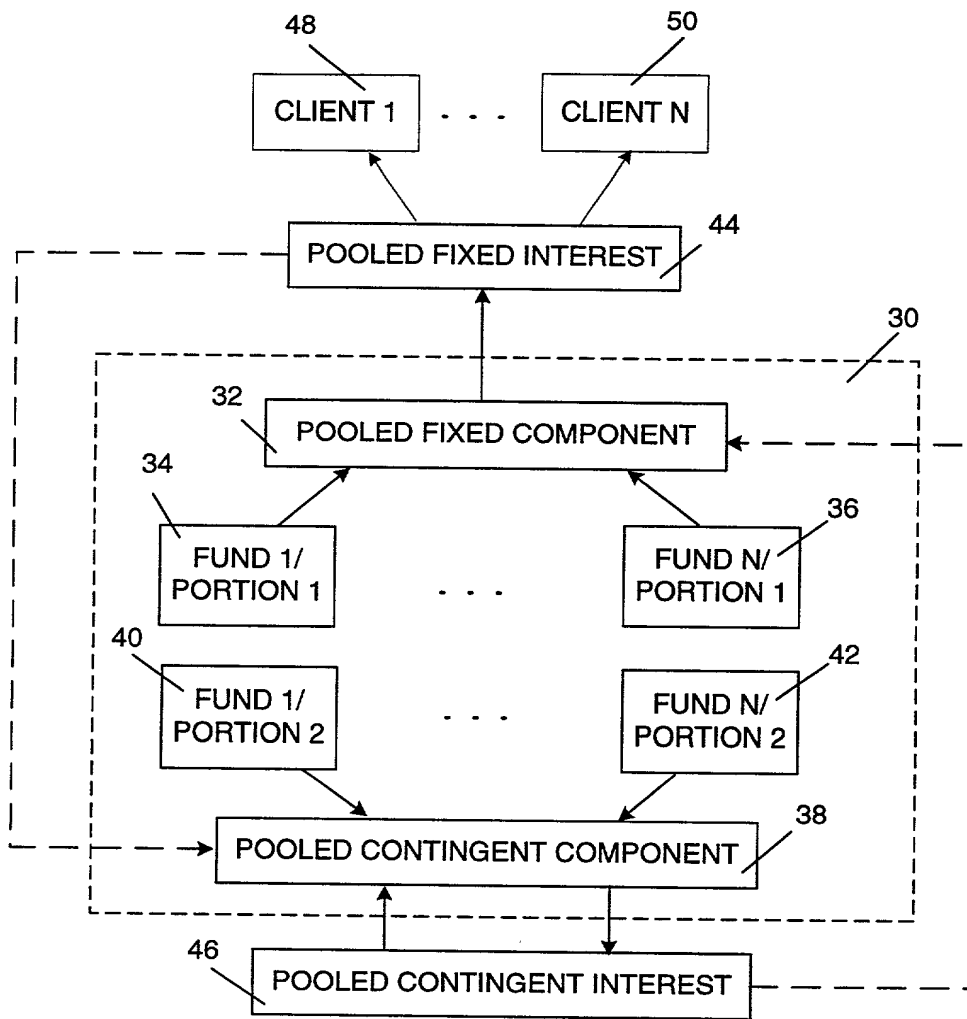 48
50
CLIENT 1
. . .
CLIENT N
44
POOLED FIXED INTEREST
30
32
POOLED FIXED COMPONENT
34
36
FUND 1/
PORTION 1
. . .
FUND N/
PORTION 1
40
42
FUND 1/
PORTION 2
. . .
FUND N/
PORTION 2
38
POOLED CONTINGENT COMPONENT
46
POOLED CONTINGENT INTEREST